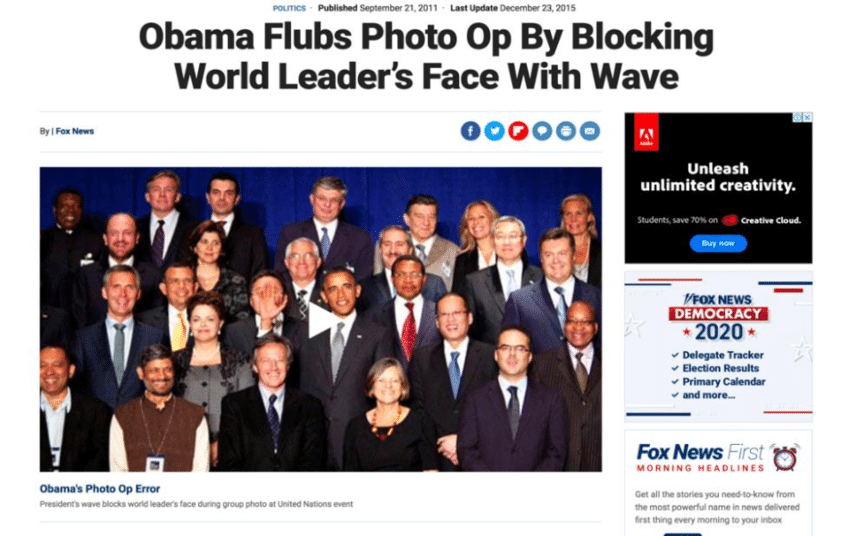 POLITICS · Published September 21, 2011 · Last Update December 23, 2015
Obama Flubs Photo Op By Blocking
World Leader’s Face With Wave
By | Fox News
Adobe
Unleash
unlimited creativity.
Students, save 70% on Creative Cloud.
Buy now
FOX NEWS
DEMOCRACY
2020
Delegate Tracker
Election Results
Primary Calendar
and more...
Obama's Photo Op Error
President's wave blocks world leader's face during group photo at United Nations event
Fox News First
MORNING HEADLINES
Get all the stories you need-to-know from
the most powerful name in news delivered
first thing every morning to your inbox